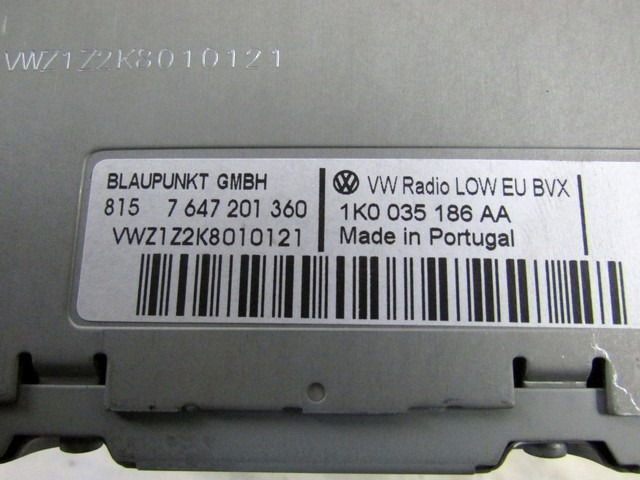 VWZ1Z2K8010121
BLAUPUNKT GMBH
815 7 647 201 360
VWZ1Z2K8010121
VW Radio LOW EU BVX
1K0 035 186 AA
Made in Portugal